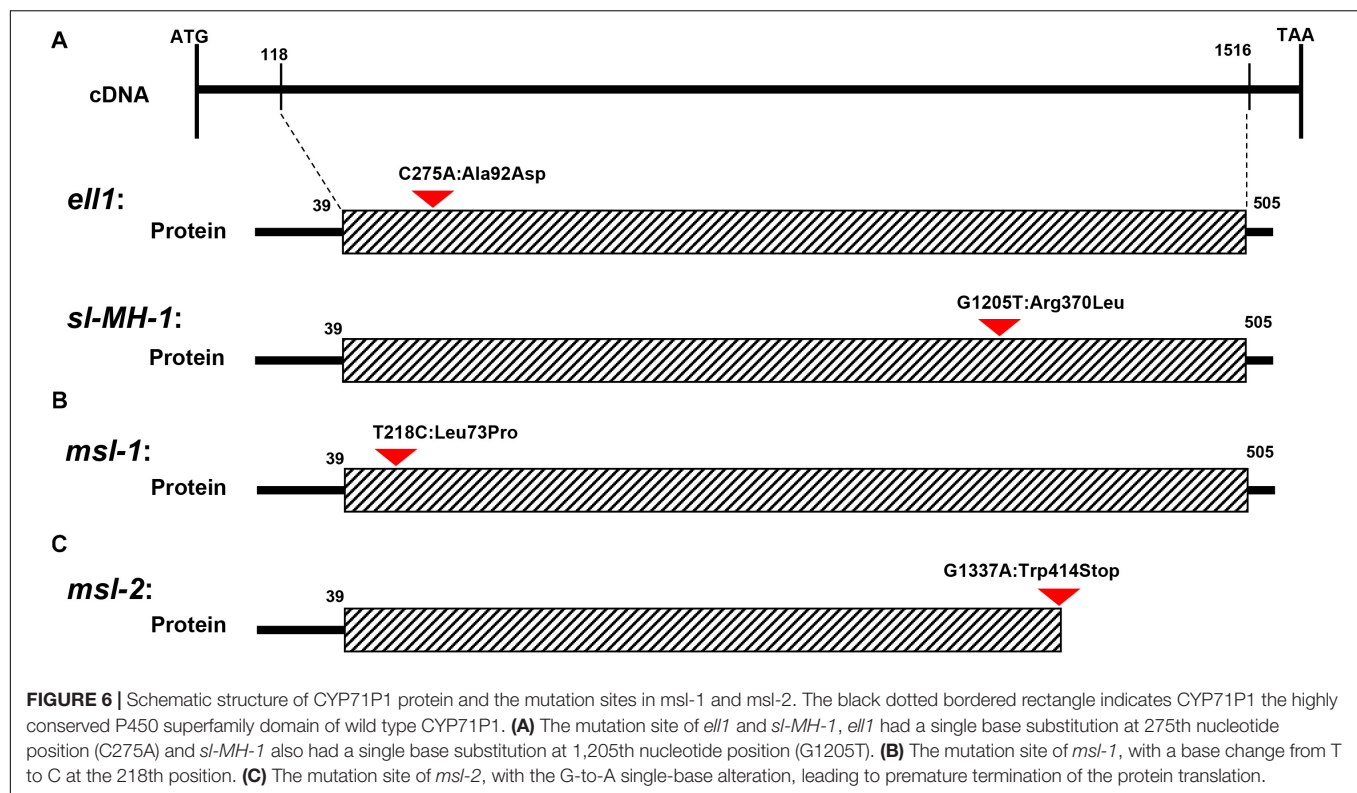 A
ATG
TAA
118
1516
cDNA
C275A:Ala92Asp
ell1:
39
505
Protein
G1205T:Arg370Leu
sl-MH-1:
39
505
Protein
B
T218C:Leu73Pro
msl-1:
39
505
Protein
C
G1337A:Trp414Stop
msl-2:
39
Protein
FIGURE 6 | Schematic structure of CYP71P1 protein and the mutation sites in msl-1 and msl-2. The black dotted bordered rectangle indicates CYP71P1 the highly
conserved P450 superfamily domain of wild type CYP71P1. (A) The mutation site of ell1 and sl-MH-1, ell1 had a single base substitution at 275th nucleotide
position (C275A) and sl-MH-1 also had a single base substitution at 1,205th nucleotide position (G1205T). (B) The mutation site of msl-1, with a base change from T
to C at the 218th position. (C) The mutation site of msl-2, with the G-to-A single-base alteration, leading to premature termination of the protein translation.